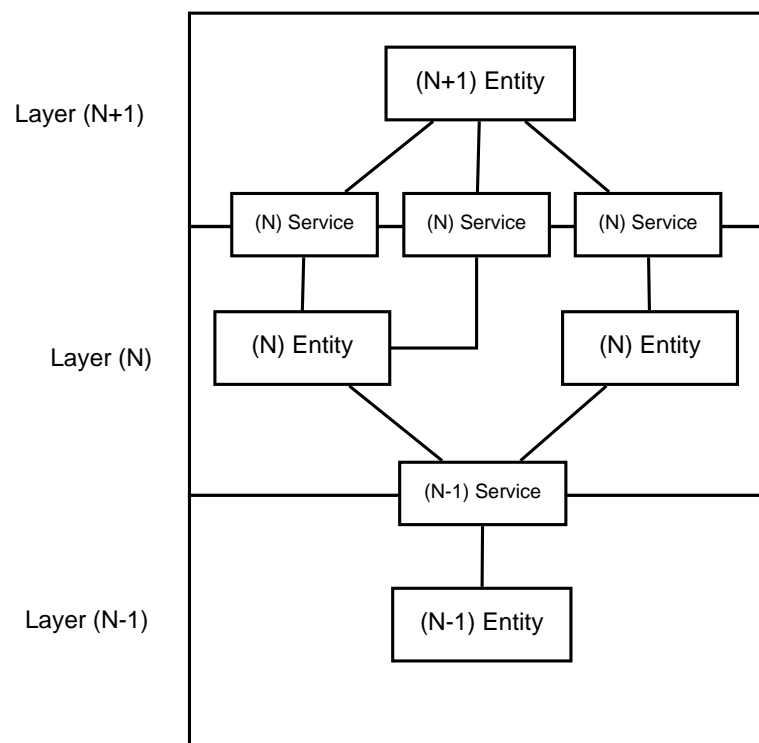 (N+1) Entity
Layer (N+1)
(N) Service
(N) Service
(N) Service
(N) Entity
(N) Entity
Layer (N)
(N-1) Service
Layer (N-1)
(N-1) Entity